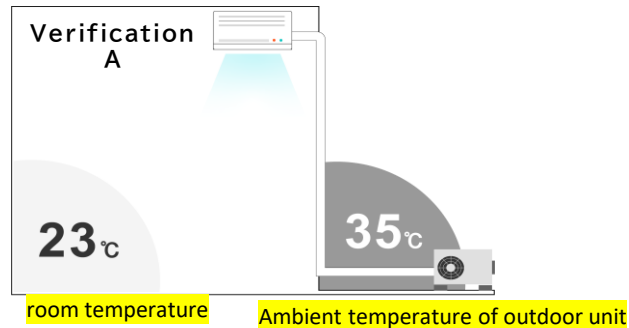 Verification
A
23℃
35℃
room temperature
Ambient temperature of outdoor unit